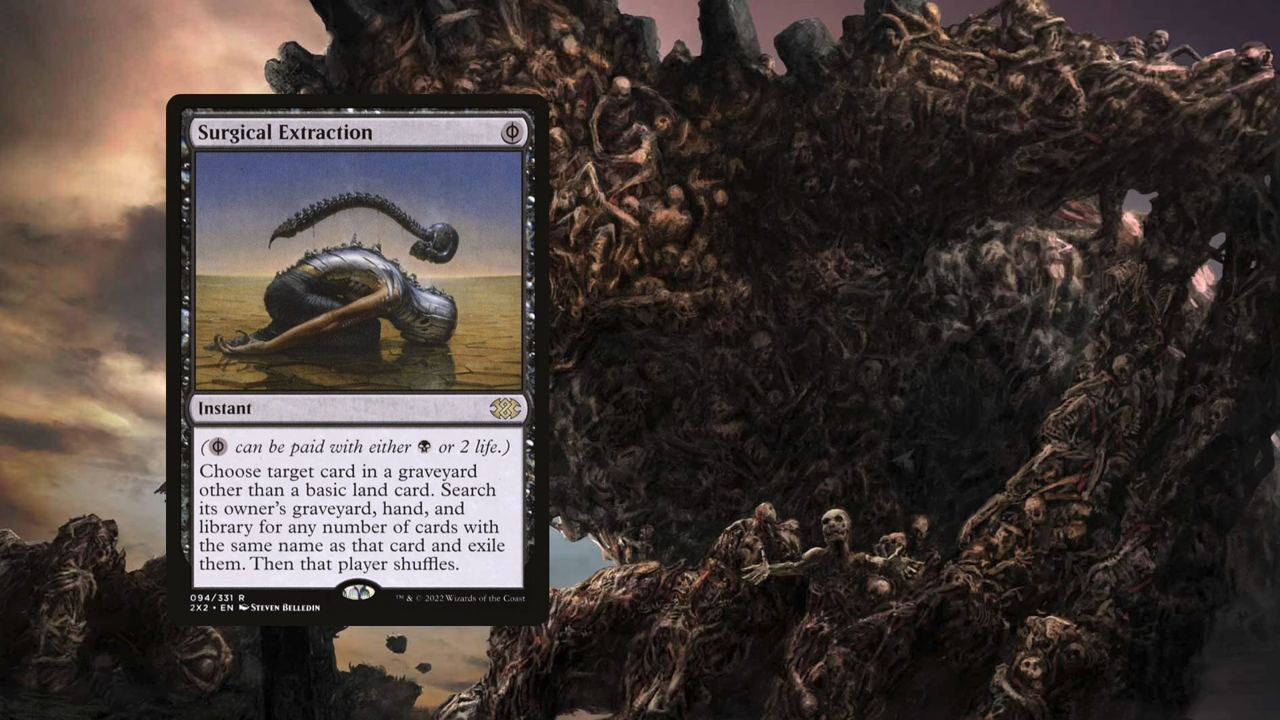 Surgical Extraction
Instant
( can be paid with either or 2 life.)
Choose target card in a graveyard
other than a basic land card. Search
its owner's graveyard, hand, and
library for any number of cards with
the same name as that card and exile
them. Then that player shuffles.
094/331 R
2X2 • EN Steven Belledin
™ & © 2022 Wizards of the Coast